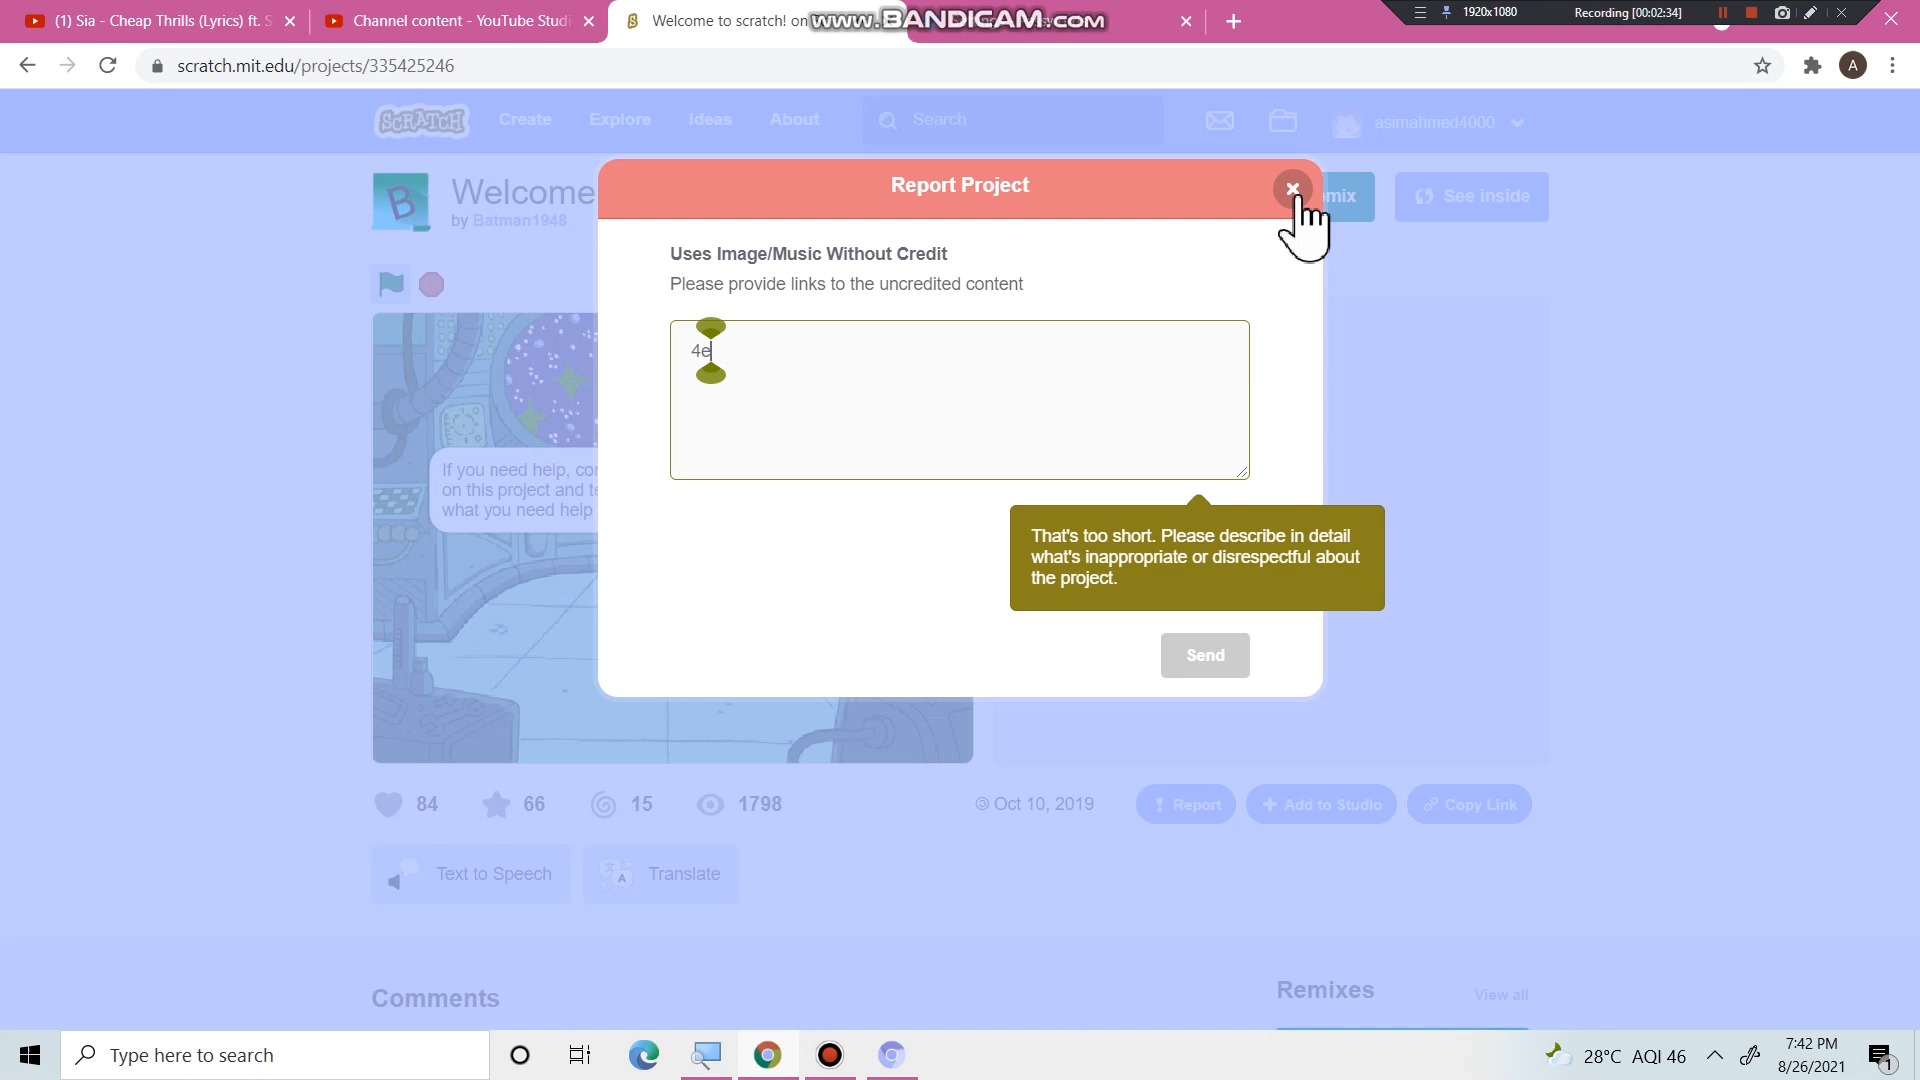 (1) Sia - Cheap Thrills (Lyrics) ft. S
Channel content - YouTube Studi
Welcome to scratch! on
www.BANDICAM.com
1920x1080
Recording [00:02:34]
scratch.mit.edu/projects/335425246
A
SCRATCH
Create
Explore
Ideas
About
Search
asimahmed4000
B
Welcome
by Batman1948
Report Project
mix
See inside
Uses Image/Music Without Credit
Please provide links to the uncredited content
4e
If you need help, co
on this project and te
what you need help
That's too short. Please describe in detail
what's inappropriate or disrespectful about
the project.
Send
84
66
15
1798
© Oct 10, 2019
Report
Add to Studio
Copy Link
Text to Speech
A
Translate
Comments
Remixes
View all
Type here to search
28°C AQI 46
7:42 PM
8/26/2021
1